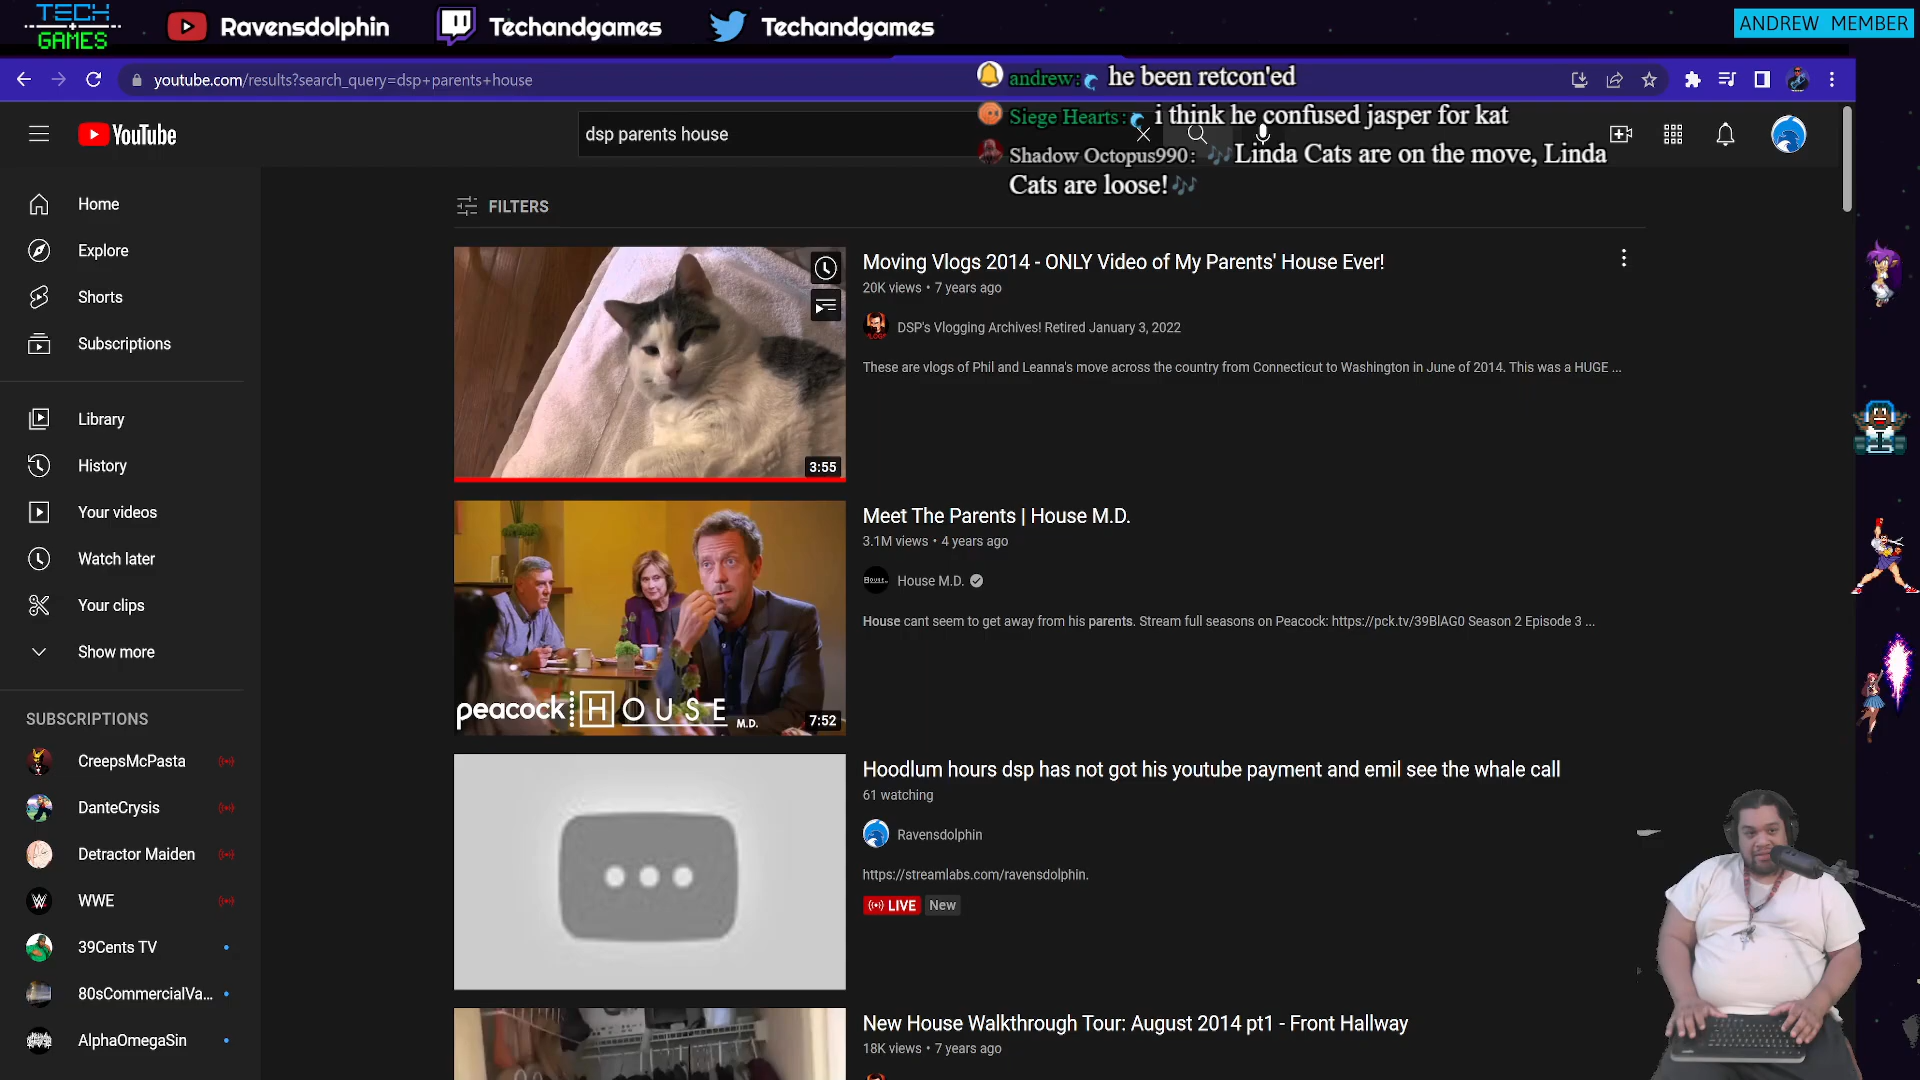 TECH
+
GAMES
Ravensdolphin
Techandgames
Techandgames
ANDREW MEMBER
youtube.com/results?search_query=dsp+parents+house
andrew: he been retcon'ed
Siege Hearts: i think he confused jasper for kat
Shadow Octopus990: 🎶Linda Cats are on the move, Linda
Cats are loose!🎶
YouTube
dsp parents house
Home
Explore
Shorts
Subscriptions
Library
History
Your videos
Watch later
Your clips
Show more
SUBSCRIPTIONS
CreepsMcPasta
DanteCrysis
Detractor Maiden
WWE
39Cents TV
80sCommercialVa...
AlphaOmegaSin
FILTERS
3:55
Moving Vlogs 2014 - ONLY Video of My Parents' House Ever!
20K views • 7 years ago
DSP's Vlogging Archives! Retired January 3, 2022
These are vlogs of Phil and Leanna's move across the country from Connecticut to Washington in June of 2014. This was a HUGE ...
peacock HOUSE M.D.
7:52
Meet The Parents | House M.D.
3.1M views • 4 years ago
House M.D.
House cant seem to get away from his parents. Stream full seasons on Peacock: https://pck.tv/39BlAG0 Season 2 Episode 3 ...
Hoodlum hours dsp has not got his youtube payment and emil see the whale call
61 watching
Ravensdolphin
https://streamlabs.com/ravensdolphin.
LIVE New
New House Walkthrough Tour: August 2014 pt1 - Front Hallway
18K views • 7 years ago